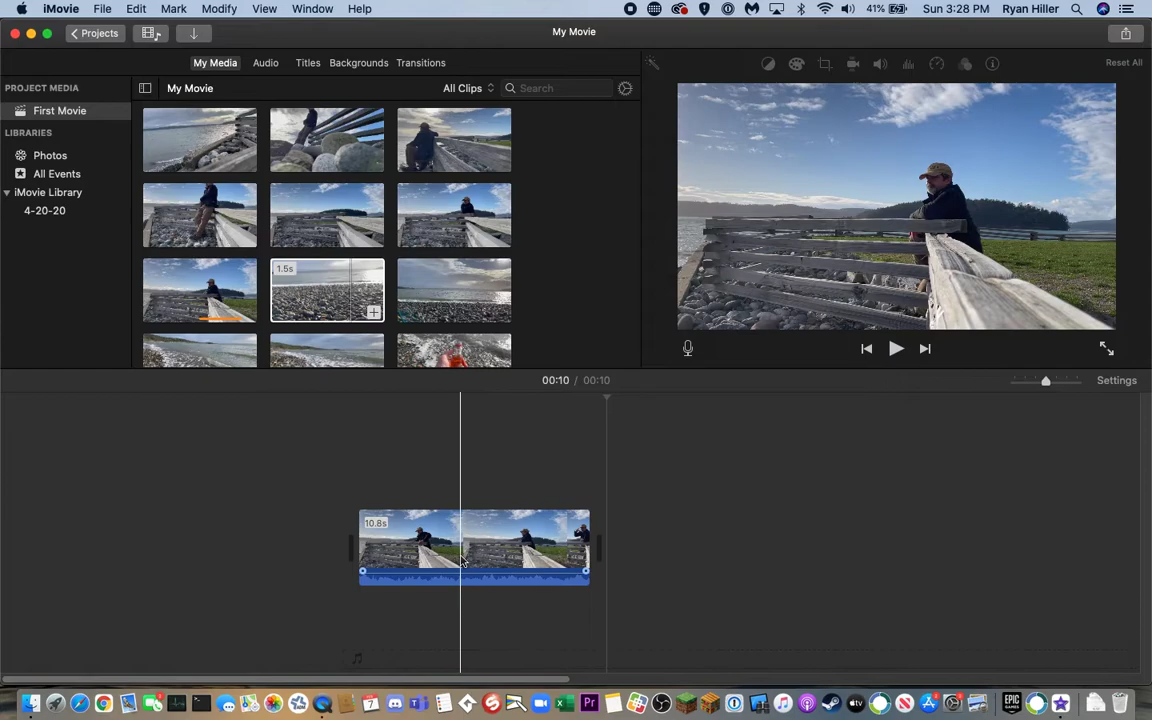 iMovie File Edit Mark Modify View Window Help 41% Sun 3:28 PM Ryan Hiller
Projects My Movie
My Media Audio Titles Backgrounds Transitions Reset All
PROJECT MEDIA My Movie All Clips Search
First Movie
LIBRARIES
Photos
All Events
iMovie Library
4-20-20
1.5s
00:10 / 00:10 Settings
10.8s
7
Pr